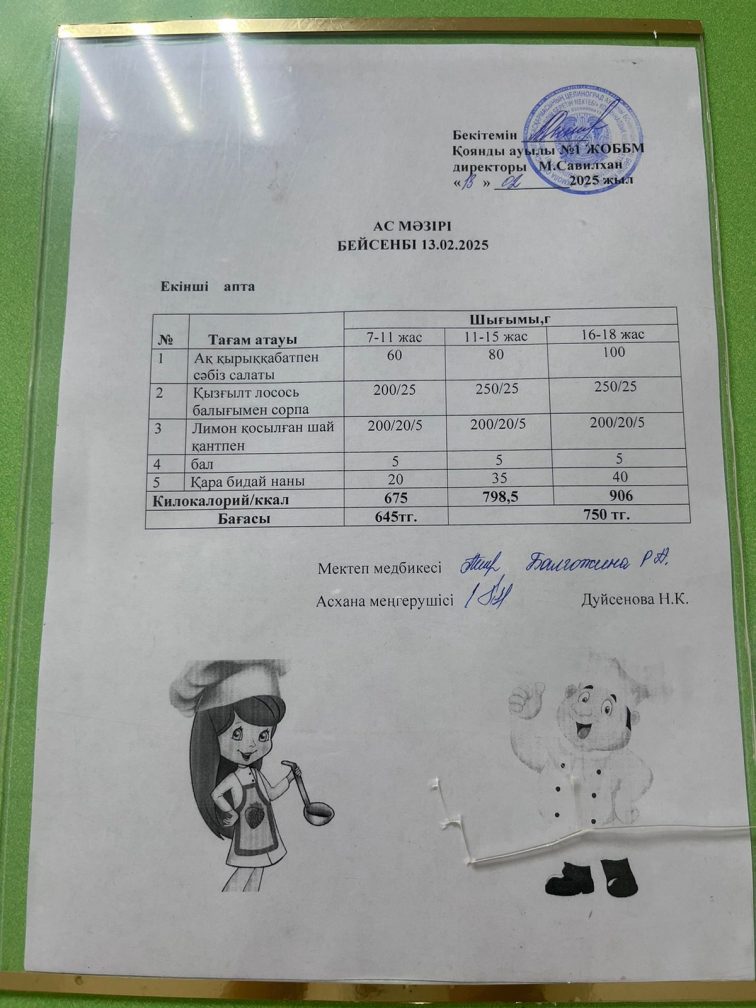 Бекітемін
Қоянды ауылы №1 ЖОББМ
директоры М.Савилхан
«13» 02 2025 жыл
АС МӘЗІРІ
БЕЙСЕНБІ 13.02.2025
Екінші апта
№ Тағам атауы Шығымы,г
7-11 жас 11-15 жас 16-18 жас
1 Ақ қырыққабатпен 60 80 100
сәбіз салаты
2 Қызғылт лосось 200/25 250/25 250/25
балығымен сорпа
3 Лимон қосылған шай 200/20/5 200/20/5 200/20/5
қантпен
4 бал 5 5 5
5 Қара бидай наны 20 35 40
Килокалорий/ккал 675 798,5 906
Бағасы 645тг. 750 тг.
Мектеп медбикесі Балготина Р.А.
Асхана меңгерушісі Дуйсенова Н.К.